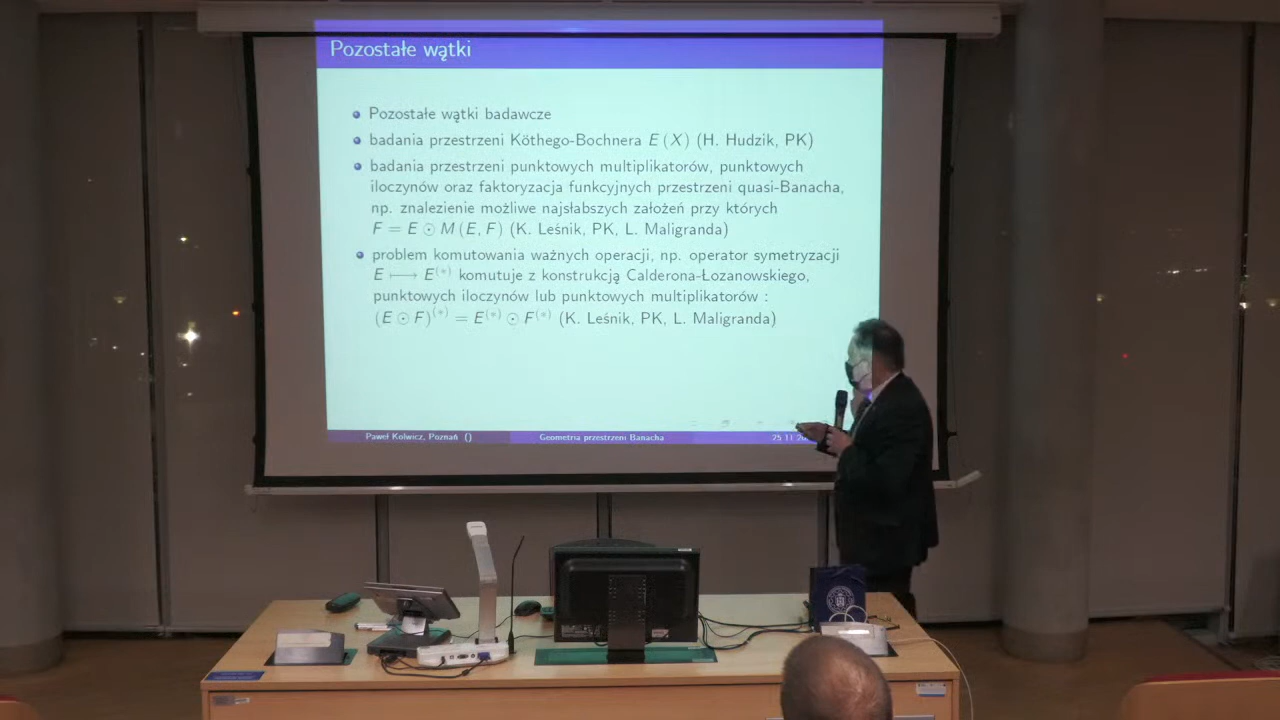 Pozostałe wątki
Pozostałe wątki badawcze
badania przestrzeni Köthego-Bochnera E (X) (H. Hudzik, PK)
badania przestrzeni punktowych multiplikatorów, punktowych
iloczynów oraz faktoryzacja funkcyjnych przestrzeni quasi-Banacha,
np. znalezienie możliwe najsłabszych założeń przy których
F = E ⊙ M (E, F) (K. Leśnik, PK, L. Maligranda)
problem komutowania ważnych operacji, np. operator symetryzacji
E ⟼ E^(*) komutuje z konstrukcją Calderona-Łozanowskiego,
punktowych iloczynów lub punktowych multiplikatorów :
(E ⊙ F)^(*) = E^(*) ⊙ F^(*) (K. Leśnik, PK, L. Maligranda)
Paweł Kolwicz, Poznań () Geometria przestrzeni Banacha 25 11